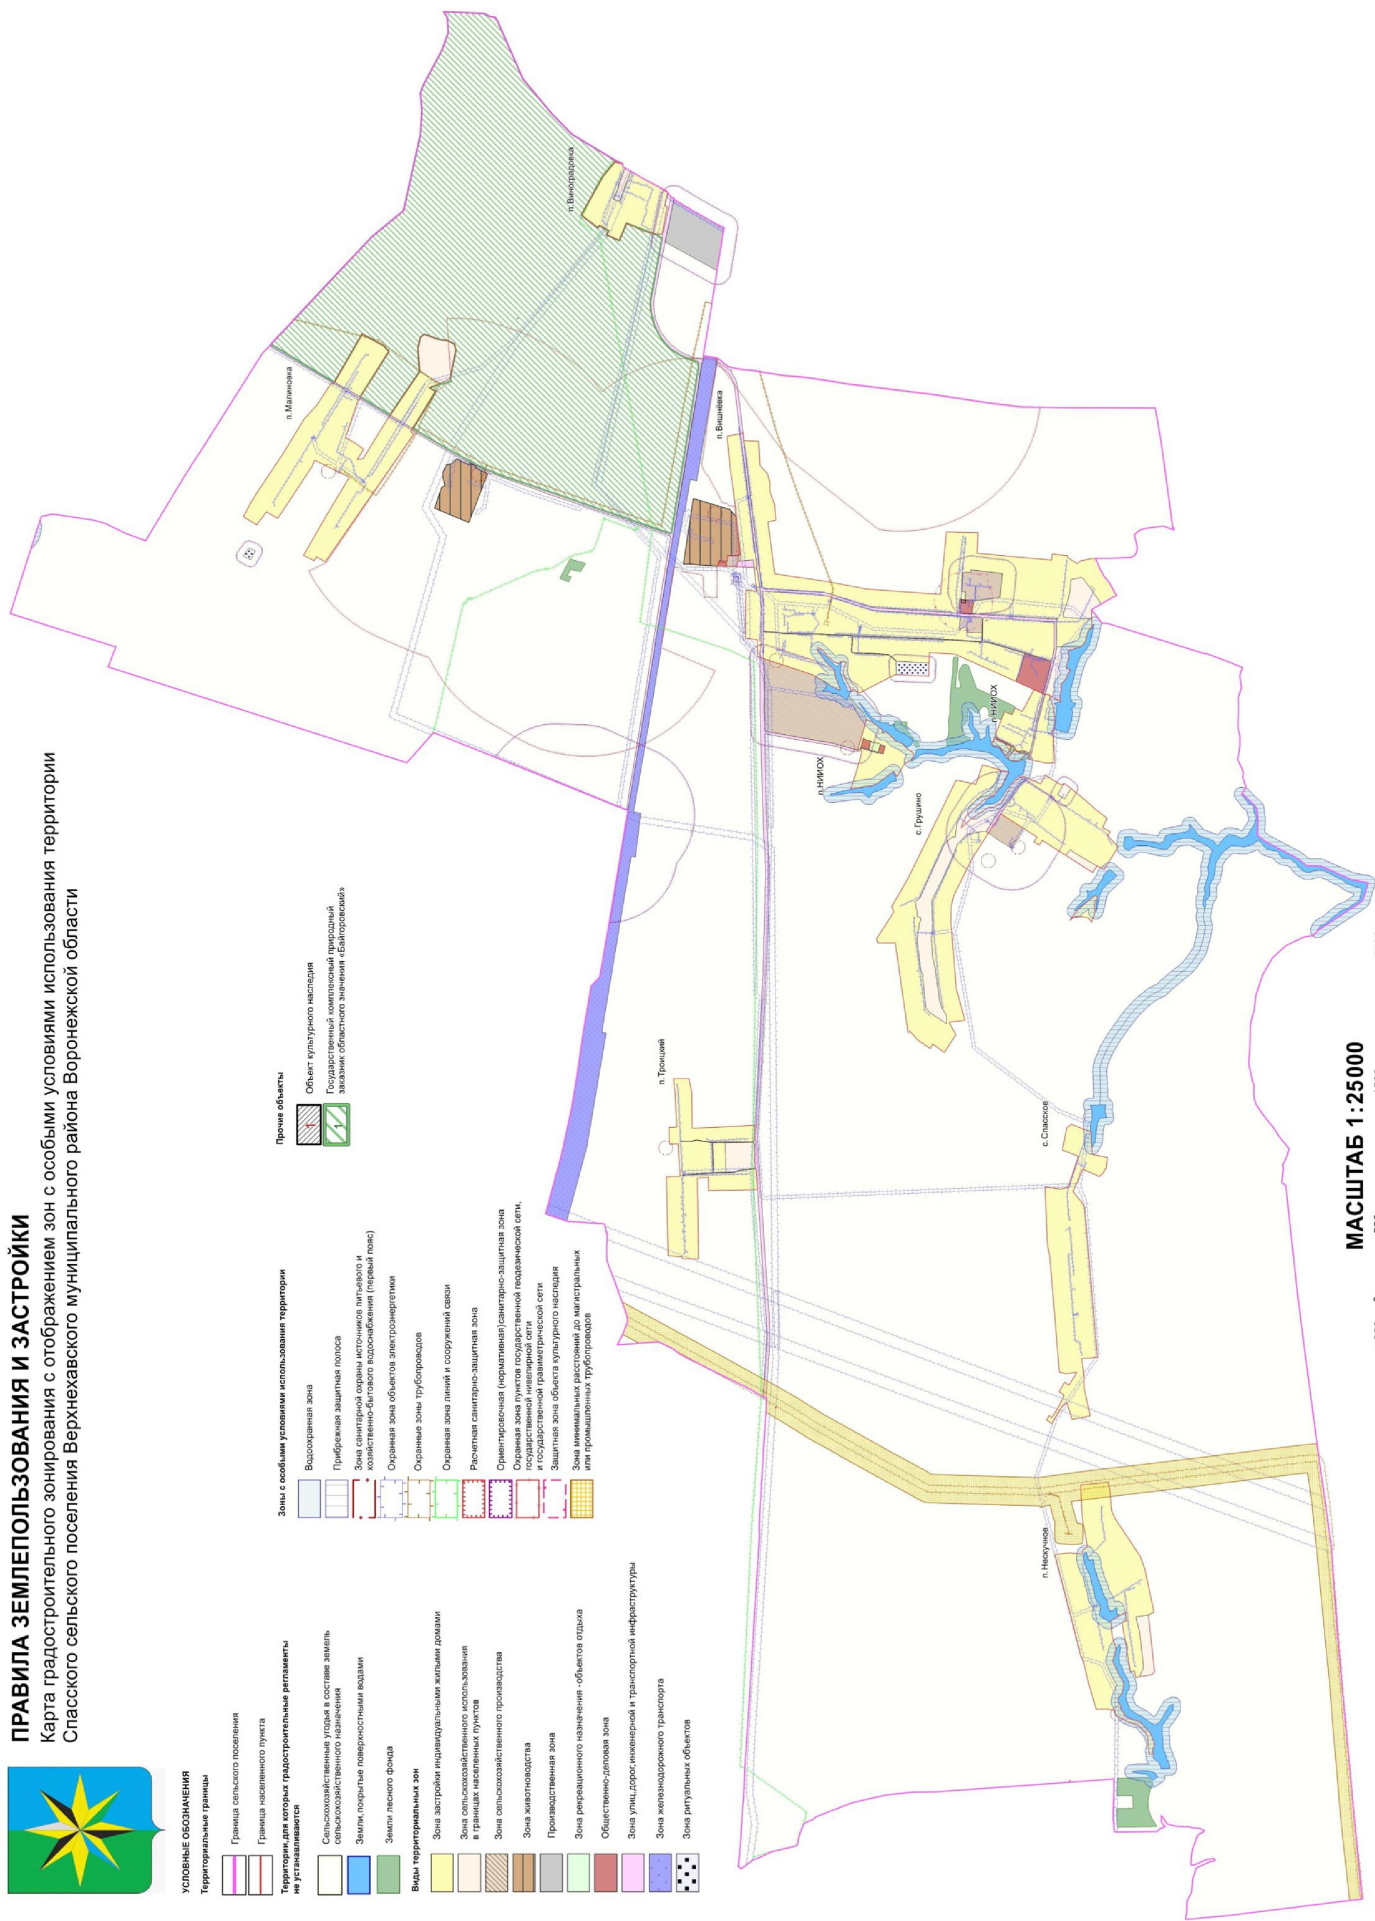 ПРАВИЛА ЗЕМЛЕПОЛЬЗОВАНИЯ И ЗАСТРОЙКИ
Карта градостроительного зонирования с отображением зон с особыми условиями использования территории
Спасского сельского поселения Верхнехавского муниципального района Воронежской области
УСЛОВНЫЕ ОБОЗНАЧЕНИЯ
Территориальные границы
Граница сельского поселения
Граница населенного пункта
Территории, для которых градостроительные регламенты
не устанавливаются
Сельскохозяйственные угодья в составе земель
сельскохозяйственного назначения
Земли, покрытые поверхностными водами
Земли лесного фонда
Виды территориальных зон
Зона застройки индивидуальными жилыми домами
Зона сельскохозяйственного использования
в границах населенных пунктов
Зона сельскохозяйственного производства
Зона животноводства
Производственная зона
Зона рекреационного назначения - объектов отдыха
Общественно-деловая зона
Зона улиц, дорог, инженерной и транспортной инфраструктуры
Зона железнодорожного транспорта
Зона ритуальных объектов
Зоны с особыми условиями использования территории
Водоохранная зона
Прибрежная защитная полоса
Зона санитарной охраны источников питьевого и
хозяйственно-бытового водоснабжения (первый пояс)
Охранная зона объектов электроэнергетики
Охранные зоны трубопроводов
Охранная зона линий и сооружений связи
Расчетная санитарно-защитная зона
Ориентировочная (нормативная) санитарно-защитная зона
Охранная зона пунктов государственной геодезической сети,
государственной нивелирной сети
и государственной гравиметрической сети
Защитная зона объекта культурного наследия
Зона минимальных расстояний до магистральных
или промышленных трубопроводов
Прочие объекты
1
Объект культурного наследия
1
Государственный комплексный природный
заказник областного значения «Байгоровский»
п.Малиновка
п.Виноградовка
п.Вишнёвка
п.НИИОХ
п.НИИОХ
с.Грушино
п.Троицкий
с.Спасское
п.Нескучное
МАСШТАБ 1:25000